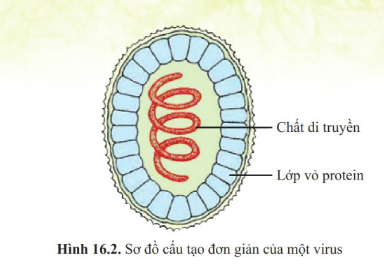 Chất di truyền
Lớp vỏ protein
Hình 16.2. Sơ đồ cấu tạo đơn giản của một virus